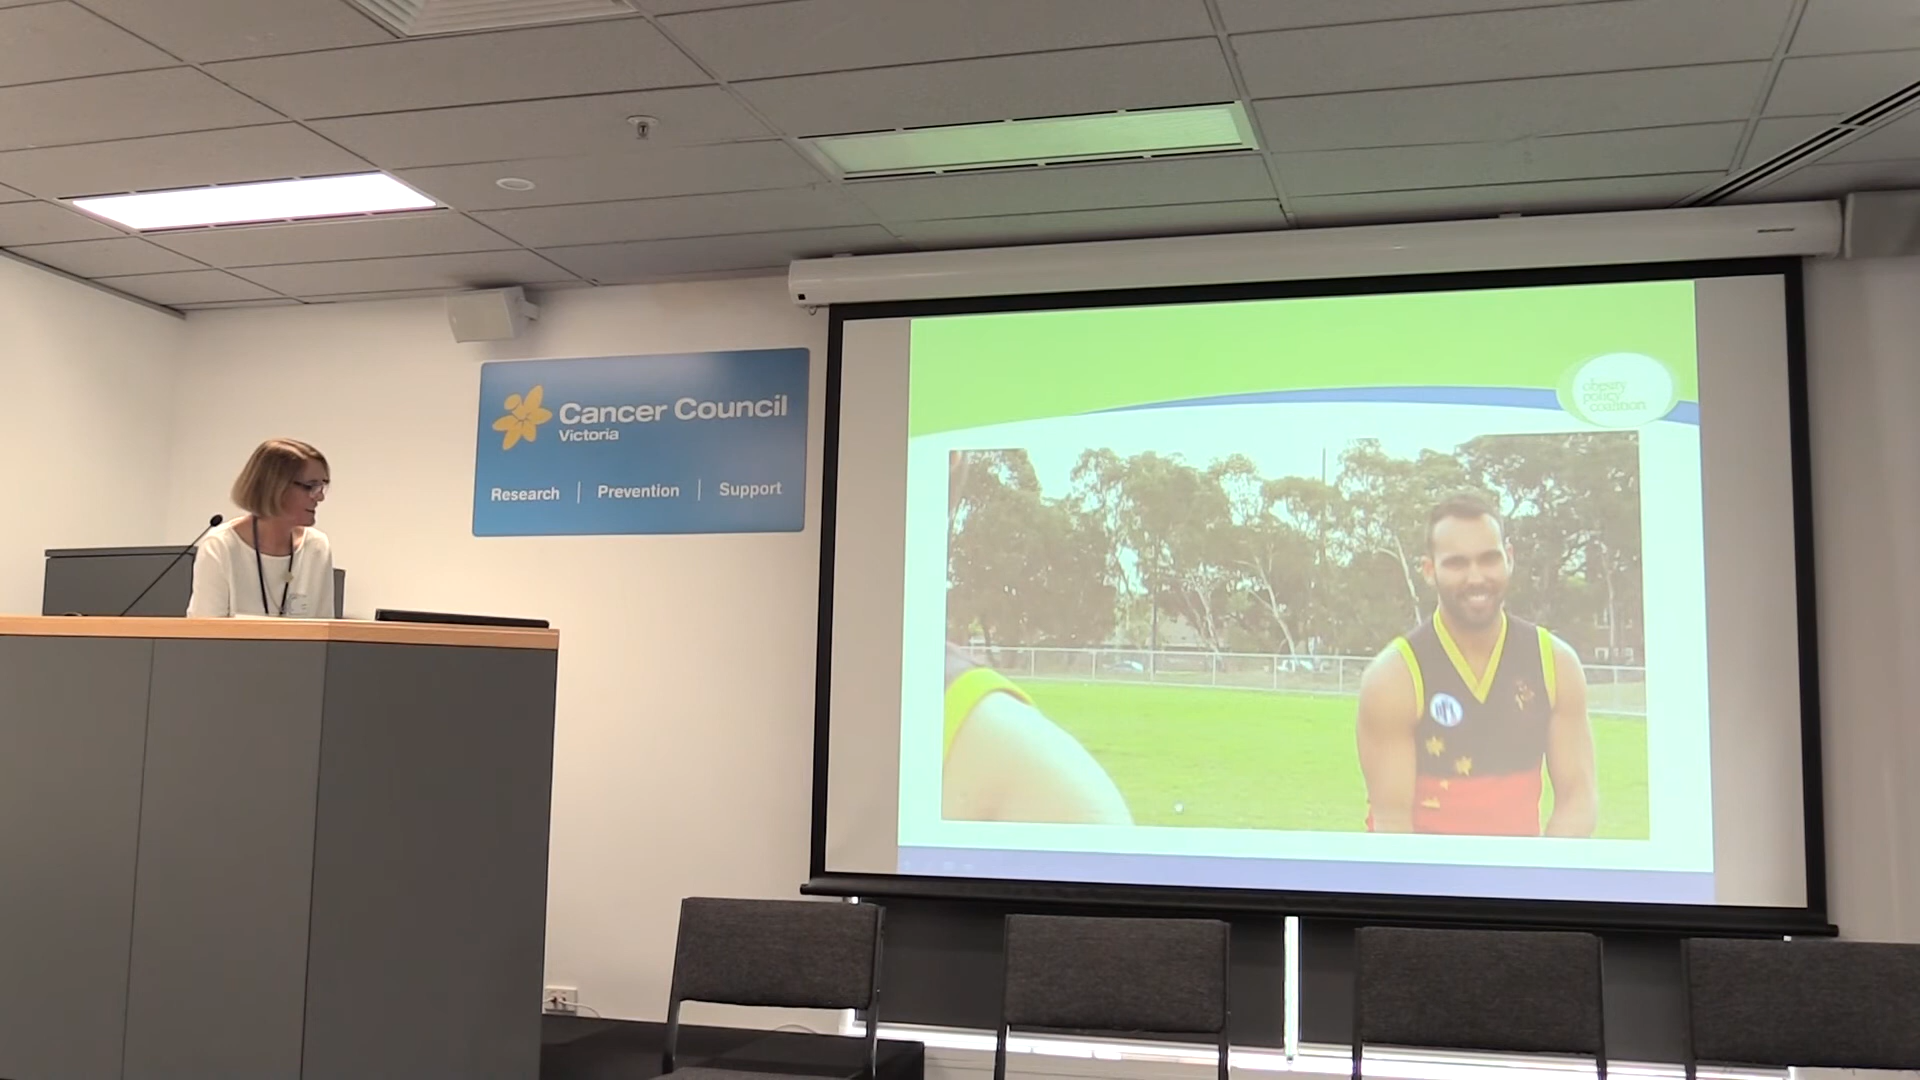 Cancer Council
Victoria
Research | Prevention | Support
obesity
policy
coalition